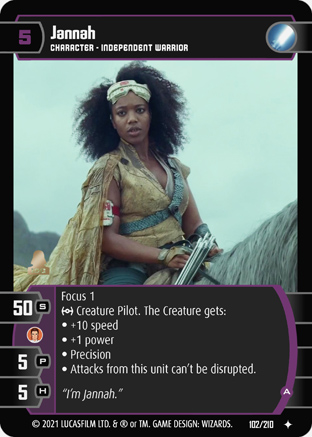 5
Jannah
CHARACTER - INDEPENDENT WARRIOR
50 S
Focus 1
Creature Pilot. The Creature gets:
• +10 speed
• +1 power
5 P
• Precision
• Attacks from this unit can't be disrupted.
5 H
"I'm Jannah."
A
© 2021 LUCASFILM LTD. & ® or TM. GAME DESIGN: WIZARDS. 102/210